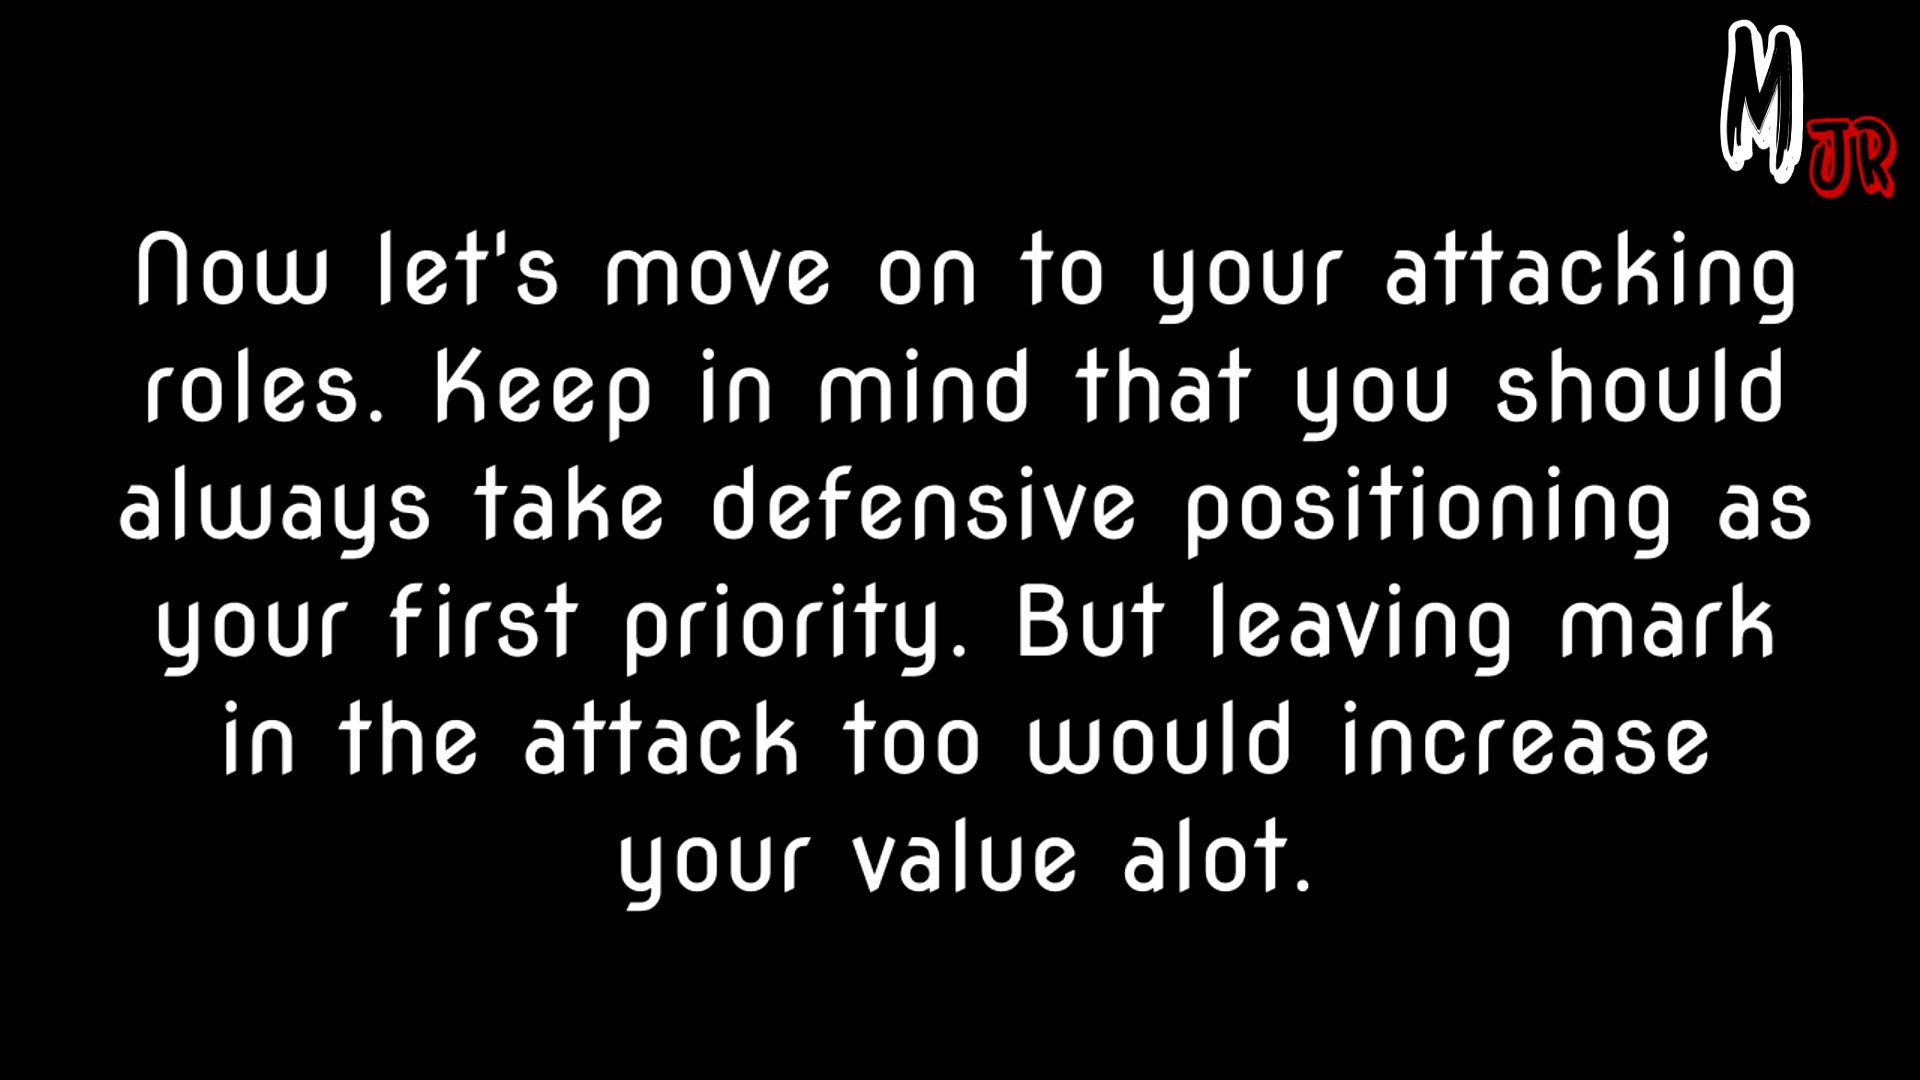 M
JR
Now let's move on to your attacking
roles. Keep in mind that you should
always take defensive positioning as
your first priority. But leaving mark
in the attack too would increase
your value alot.